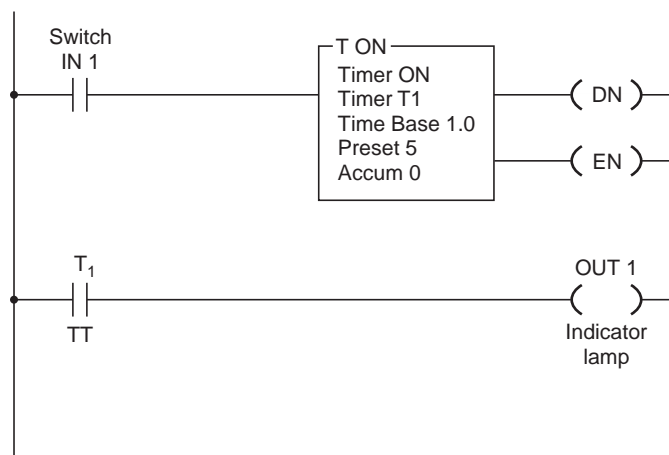 Switch
IN 1
T ON
Timer ON
Timer T1
Time Base 1.0
Preset 5
Accum 0
DN
EN
T₁
TT
OUT 1
Indicator
lamp